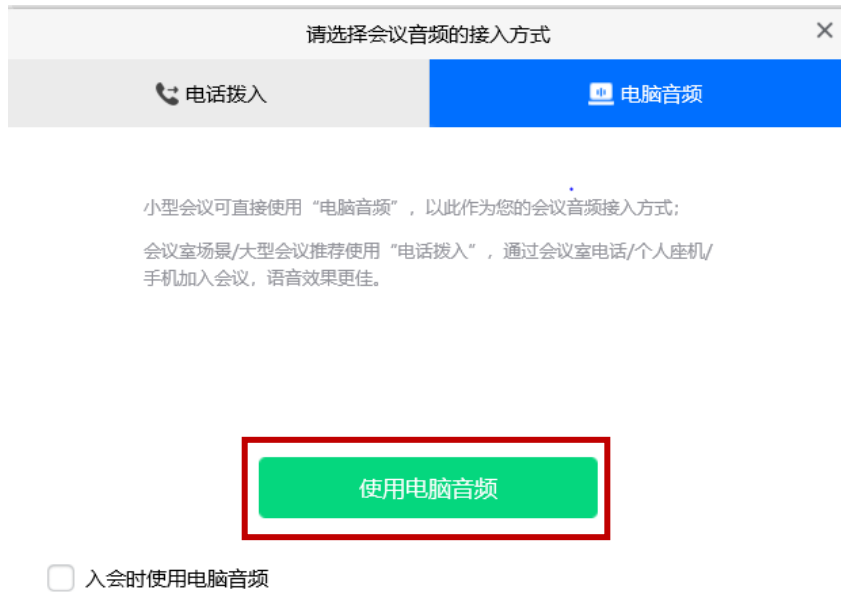 请选择会议音频的接入方式
电话拨入
电脑音频
小型会议可直接使用“电脑音频”，以此作为您的会议音频接入方式；
会议室场景/大型会议推荐使用“电话拨入”，通过会议室电话/个人座机/
手机加入会议，语音效果更佳。
使用电脑音频
入会时使用电脑音频